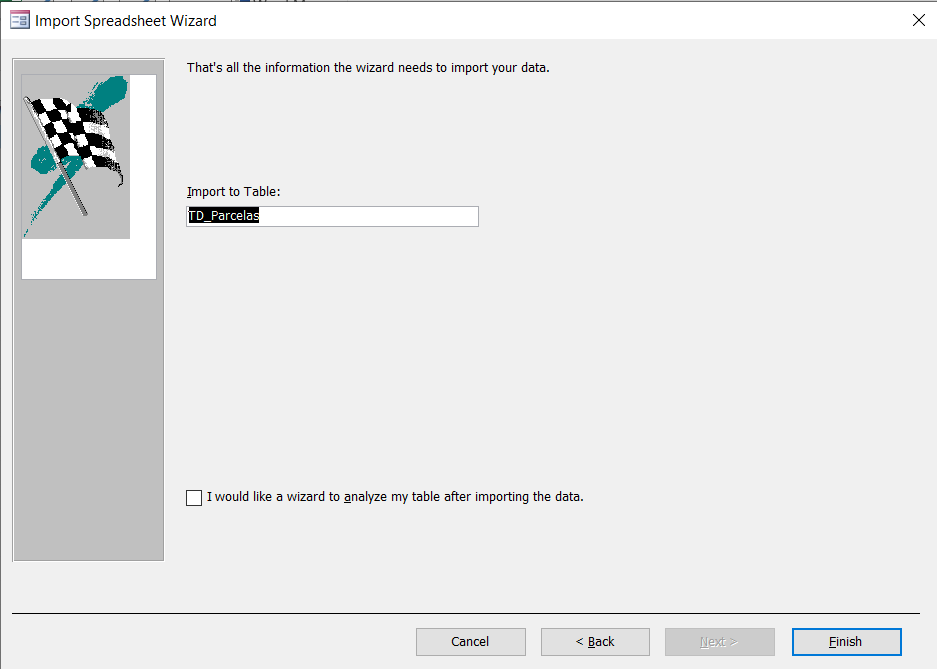 Import Spreadsheet Wizard
That's all the information the wizard needs to import your data.
Import to Table:
TD_Parcelas
I would like a wizard to analyze my table after importing the data.
Cancel
< Back
Next >
Finish